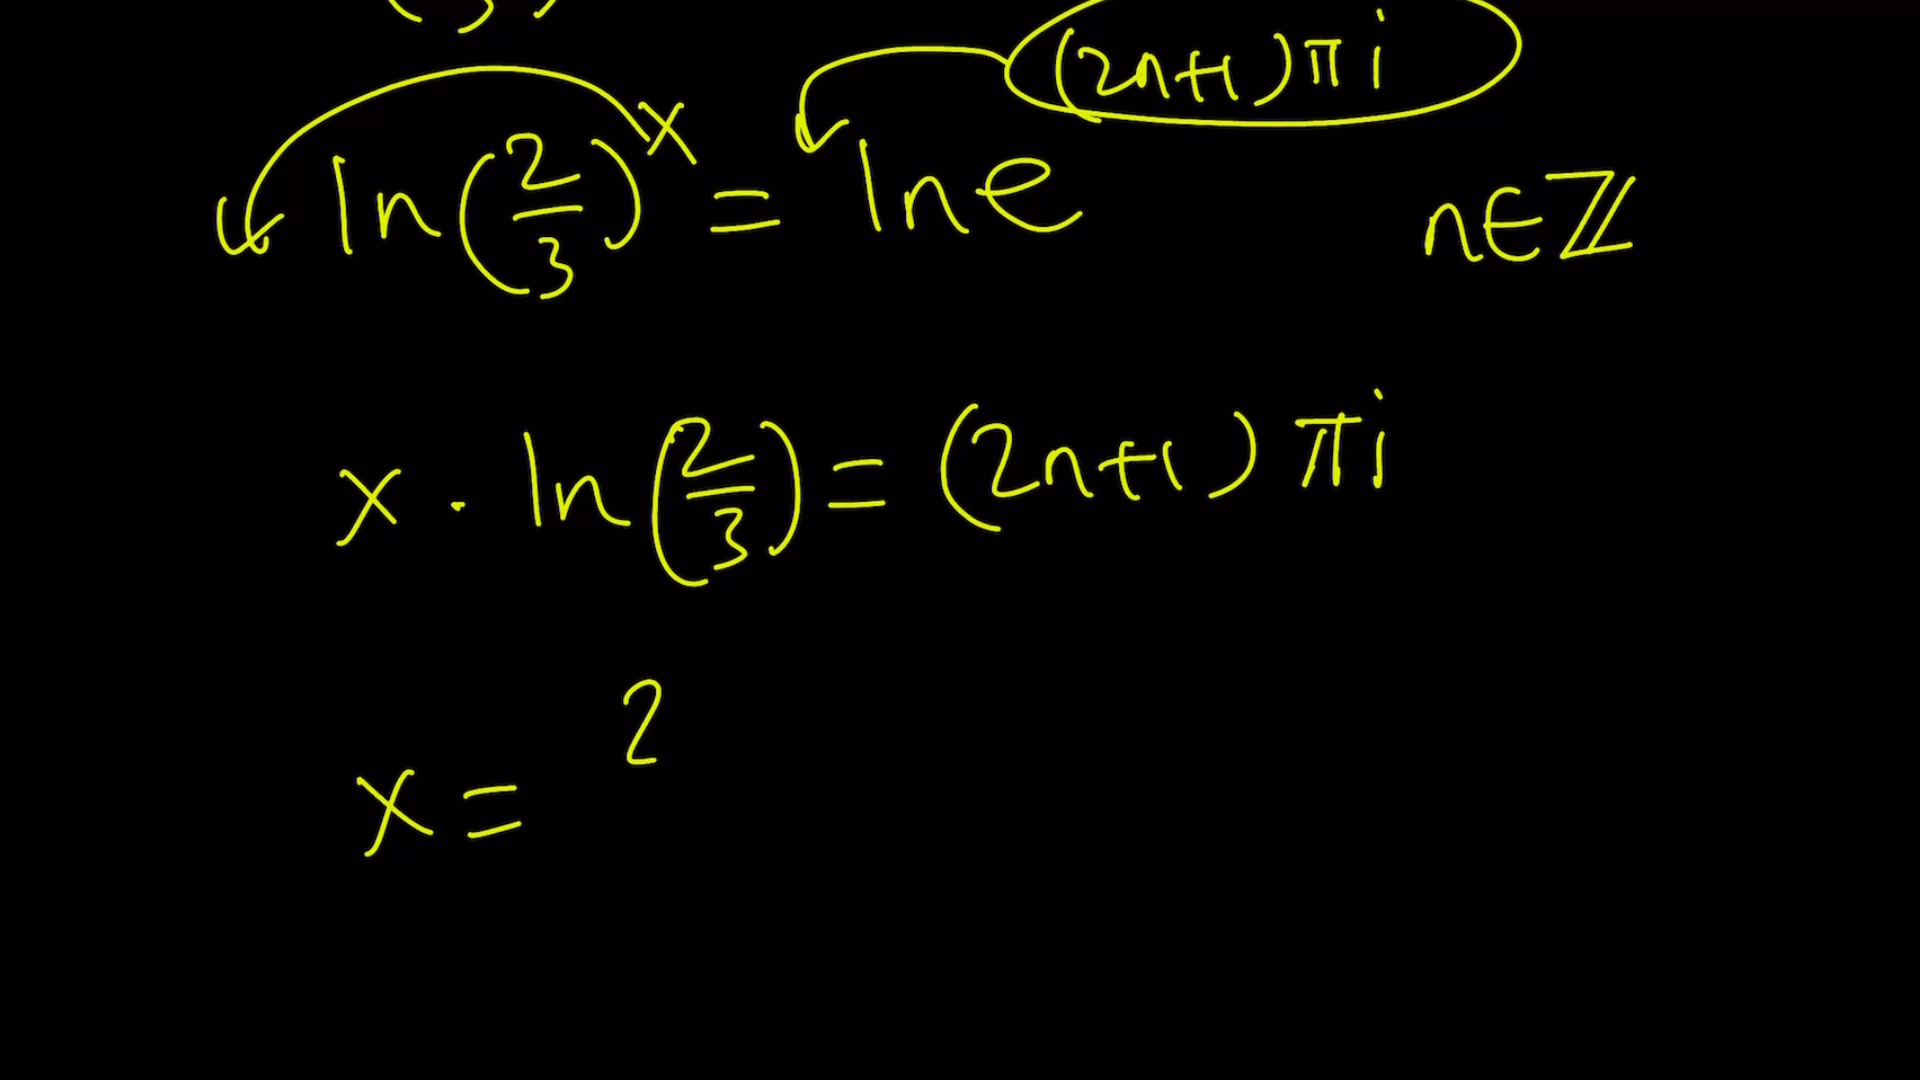 ln(2/3)^x = ln e^(2n+1)πi
n∈ℤ
x · ln(2/3) = (2n+1)πi
x = 2